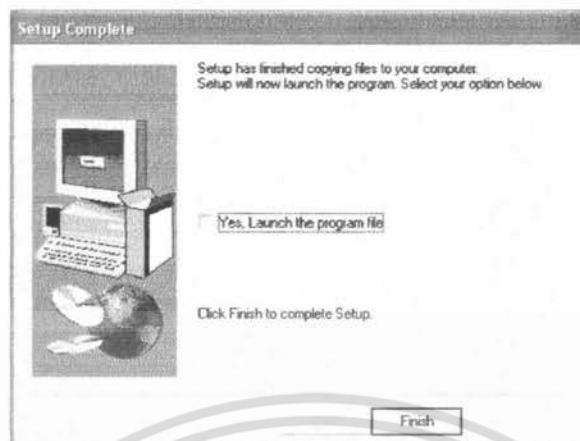 Setup Complete
Setup has finished copying files to your computer.
Setup will now launch the program. Select your option below
Yes, Launch the program file
Click Finish to complete Setup.
Finish